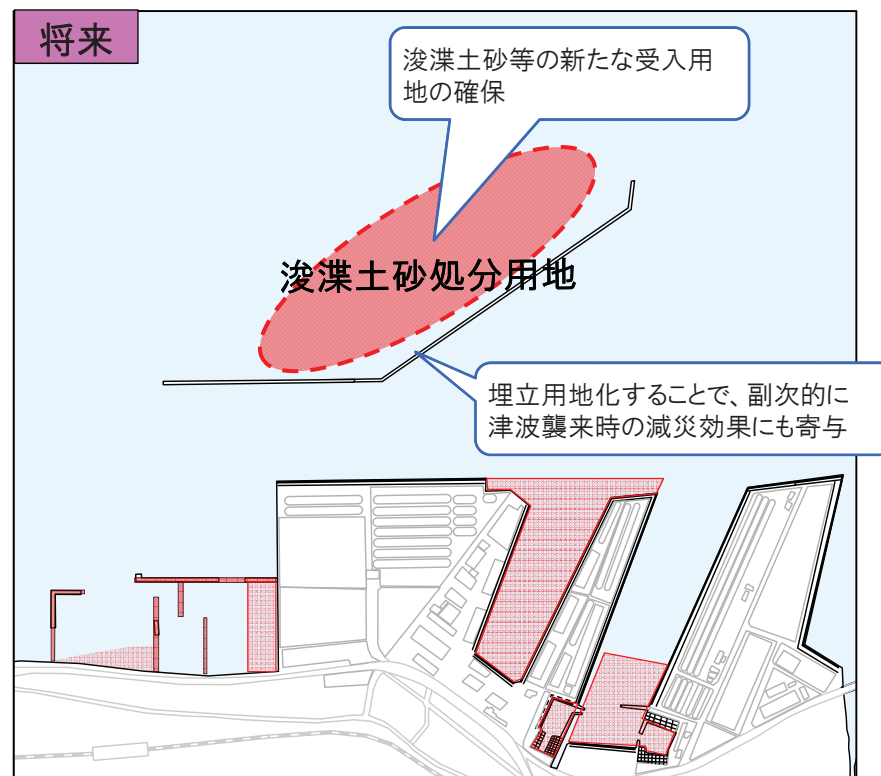 将来
浚渫土砂等の新たな受入用
地の確保
浚渫土砂処分用地
埋立用地化することで、副次的に
津波襲来時の減災効果にも寄与